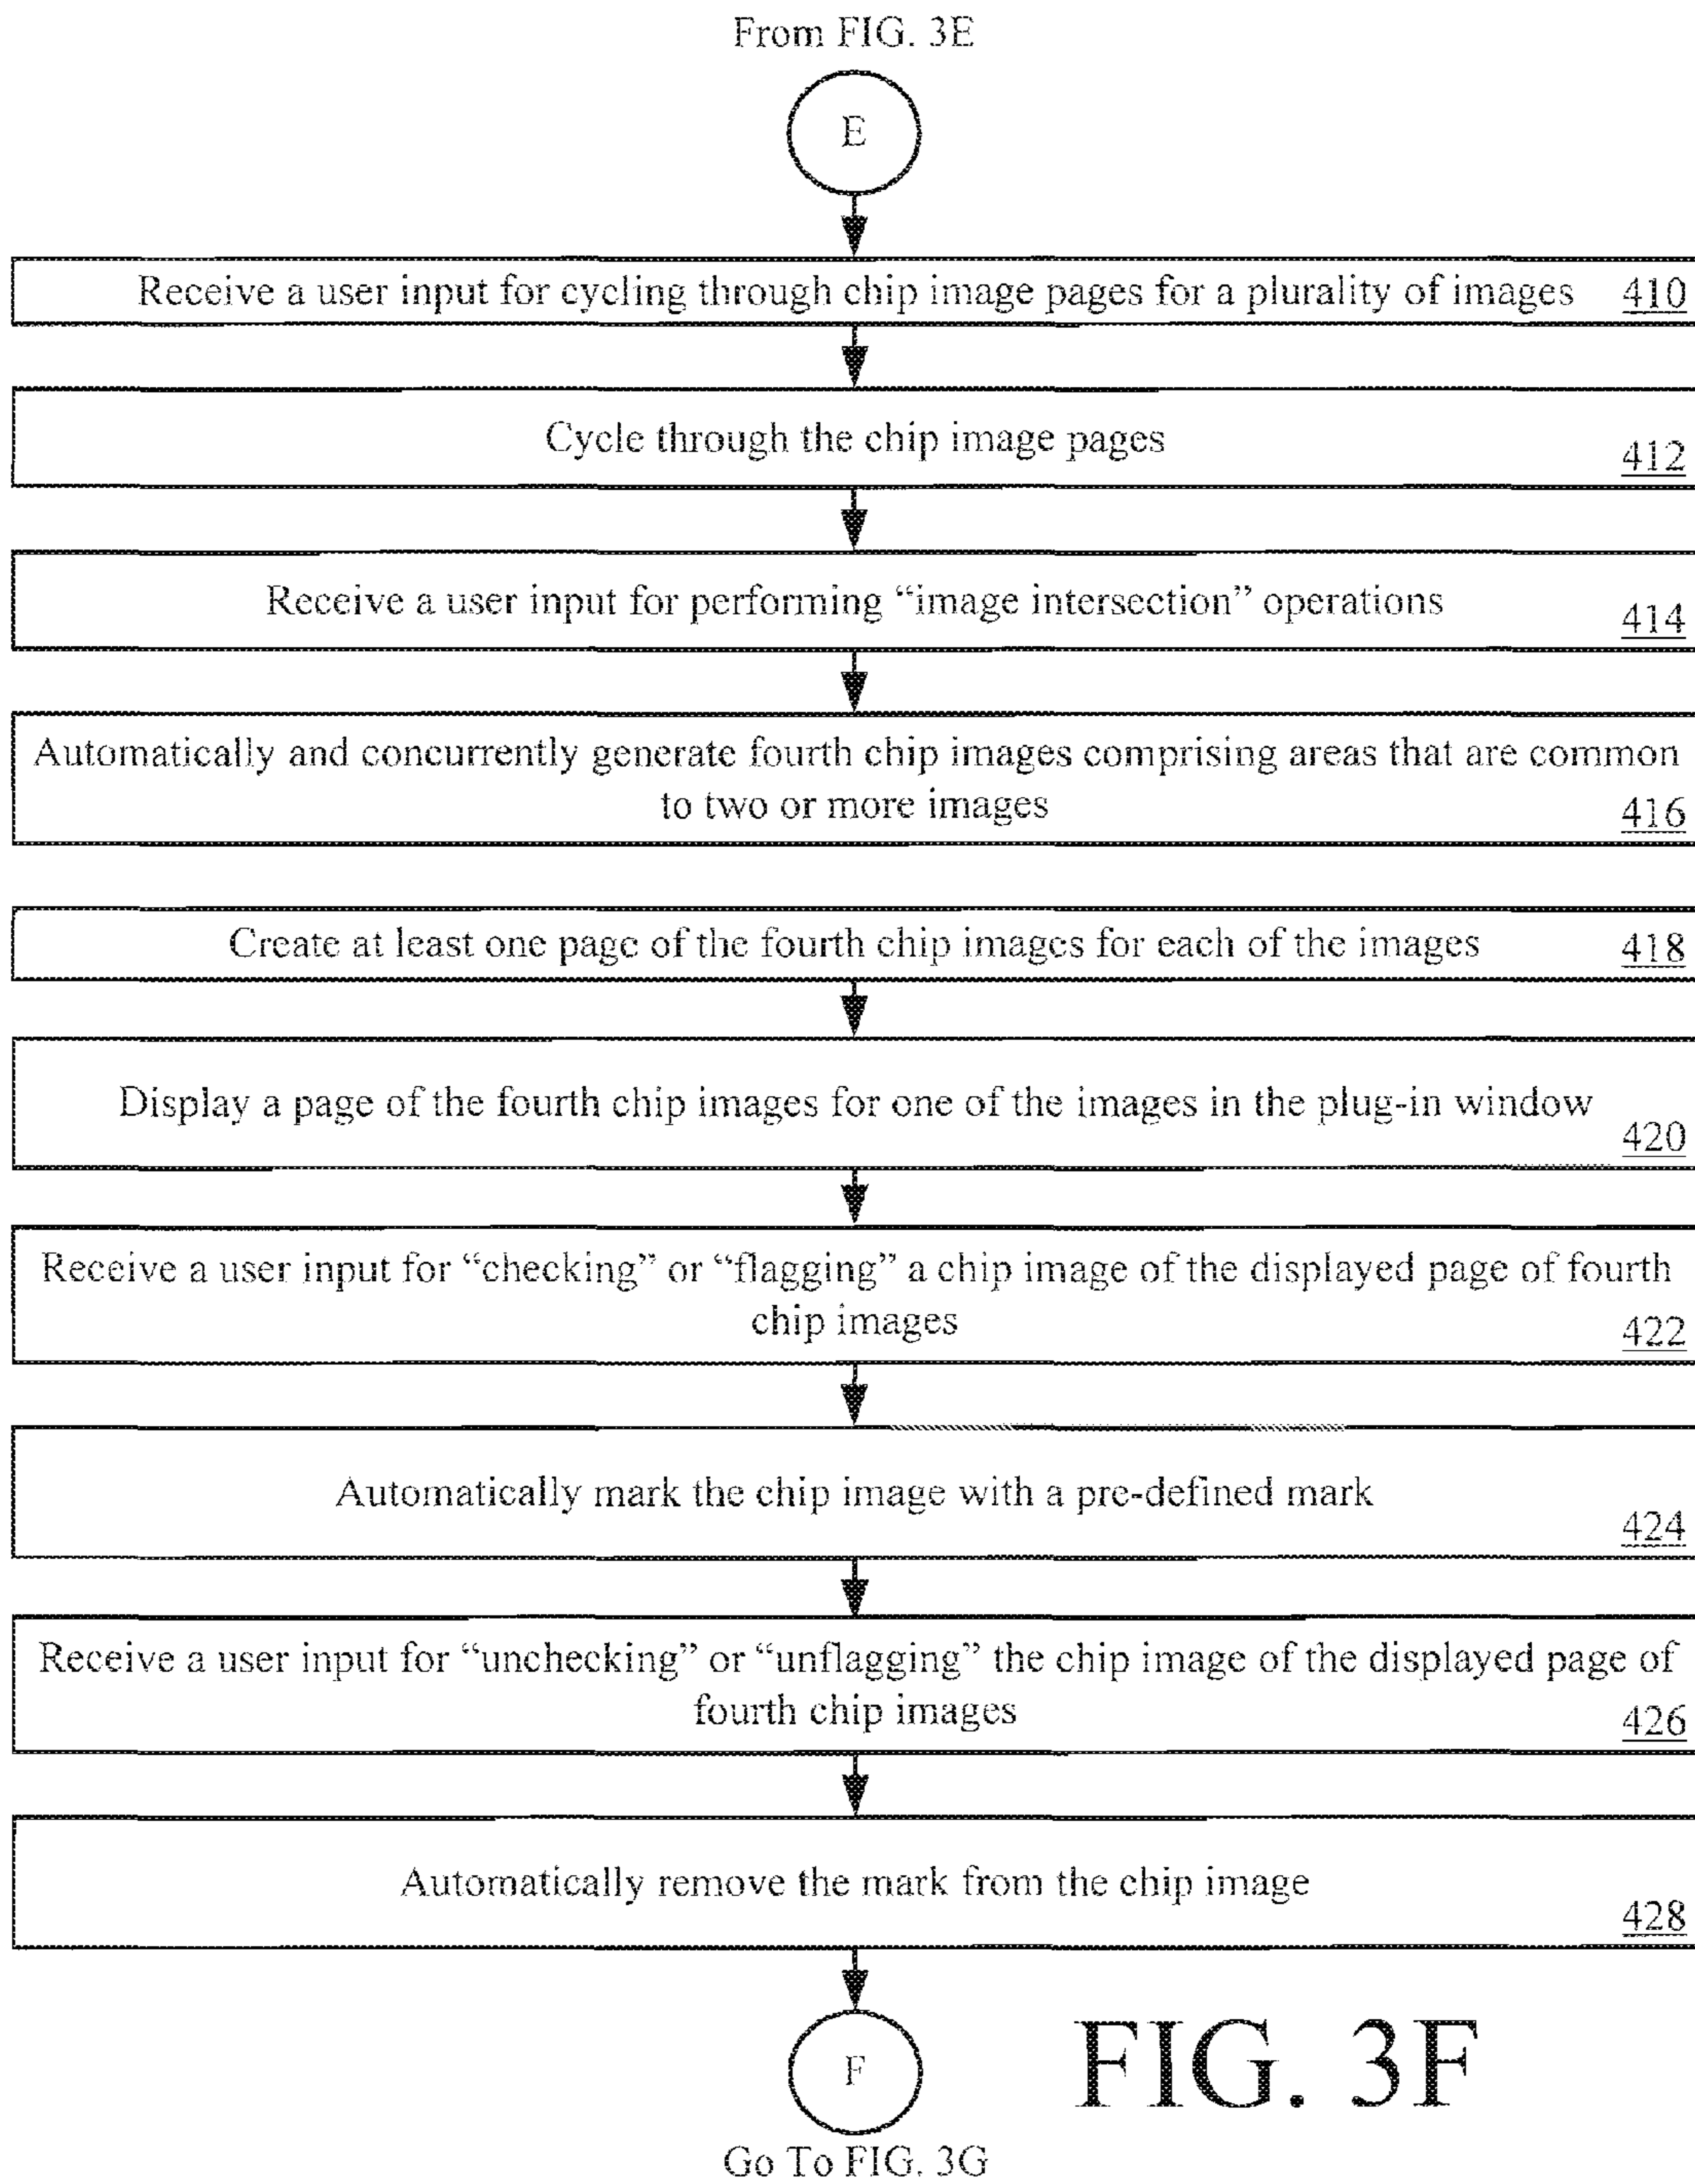 From FIG. 3E
E
Receive a user input for cycling through chip image pages for a plurality of images 410
Cycle through the chip image pages
412
Receive a user input for performing “image intersection” operations
414
Automatically and concurrently generate fourth chip images comprising areas that are common
to two or more images
416
Create at least one page of the fourth chip images for each of the images 418
Display a page of the fourth chip images for one of the images in the plug-in window
420
Receive a user input for “checking” or “flagging” a chip image of the displayed page of fourth
chip images
422
Automatically mark the chip image with a pre-defined mark
424
Receive a user input for “unchecking” or “unflagging” the chip image of the displayed page of
fourth chip images
426
Automatically remove the mark from the chip image
428
F
FIG. 3F
Go To FIG. 3G